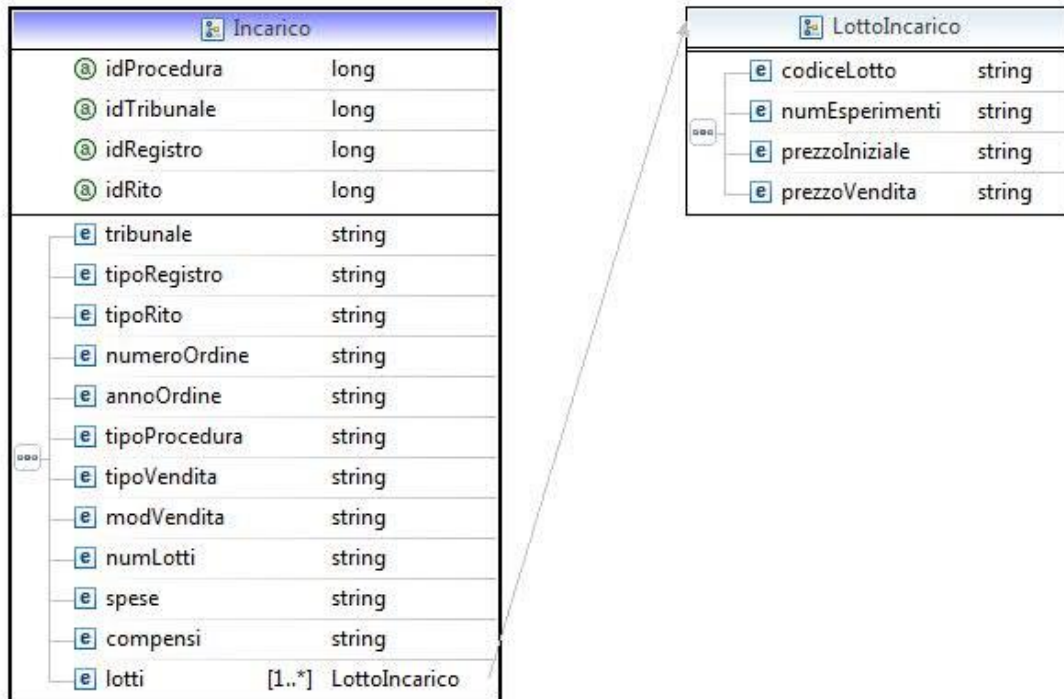 Incarico
idProcedura long
idTribunale long
idRegistro long
idRito long
tribunale string
tipoRegistro string
tipoRito string
numeroOrdine string
annoOrdine string
tipoProcedura string
tipoVendita string
modVendita string
numLotti string
spese string
compensi string
lotti [1..*] LottoIncarico
LottoIncarico
codiceLotto string
numEsperimenti string
prezzoIniziale string
prezzoVendita string